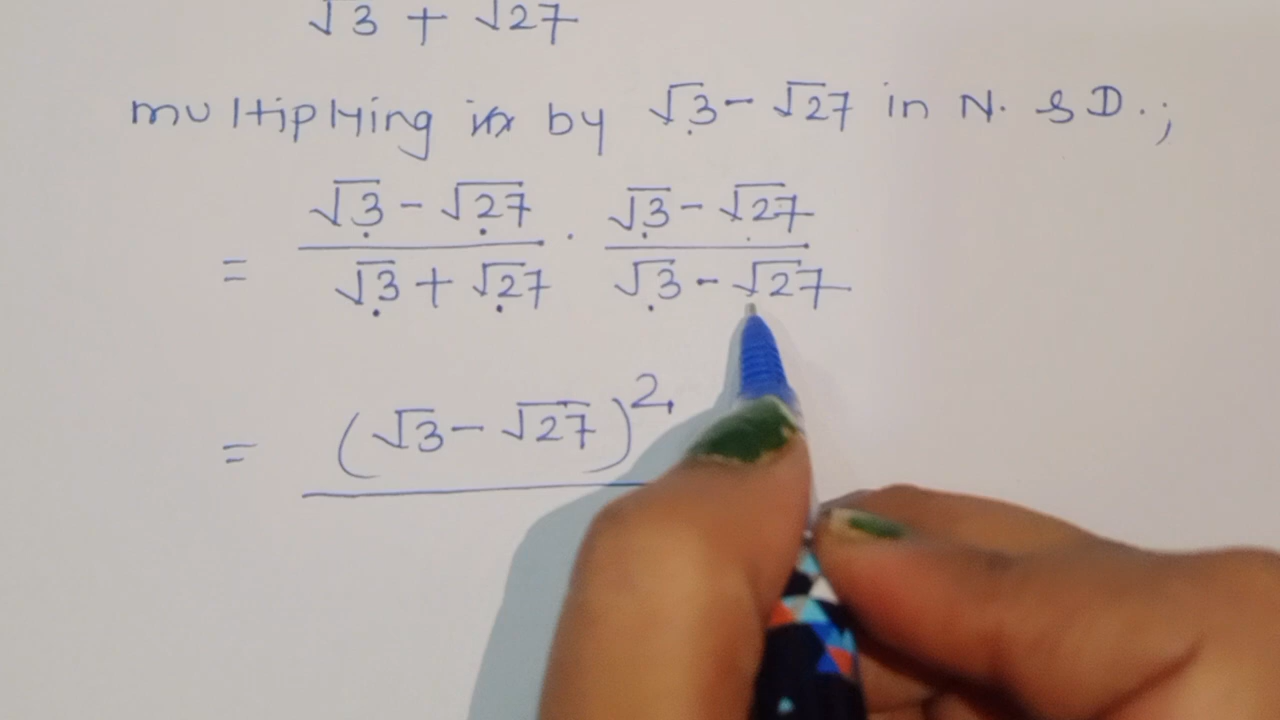 √3 + √27
multiplying by √3 - √27 in N. & D.;
√3 - √27 . √3 - √27
= √3 + √27 √3 - √27
= (√3 - √27)²